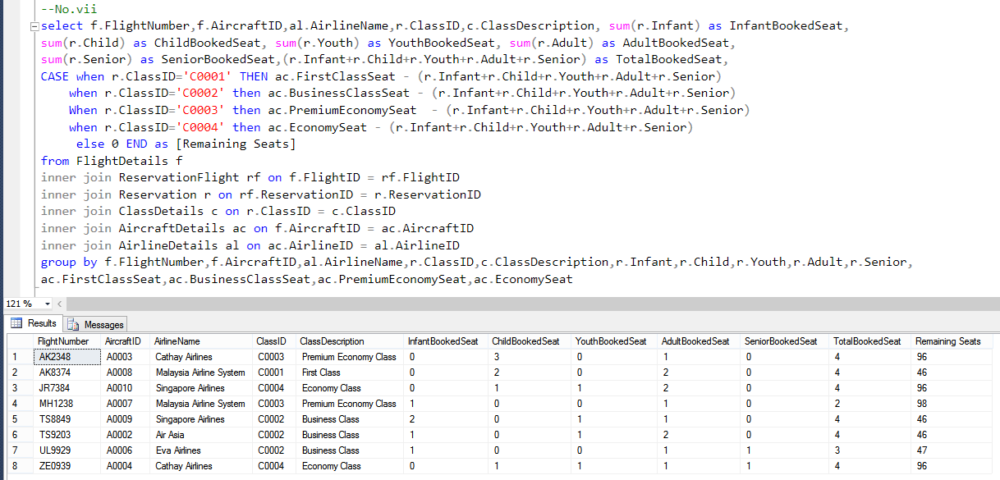 --No.vii
select f.FlightNumber,f.AircraftID,al.AirlineName,r.ClassID,c.ClassDescription, sum(r.Infant) as InfantBookedSeat,
sum(r.Child) as ChildBookedSeat, sum(r.Youth) as YouthBookedSeat, sum(r.Adult) as AdultBookedSeat,
sum(r.Senior) as SeniorBookedSeat,(r.Infant+r.Child+r.Youth+r.Adult+r.Senior) as TotalBookedSeat,
CASE when r.ClassID='C0001' THEN ac.FirstClassSeat - (r.Infant+r.Child+r.Youth+r.Adult+r.Senior)
when r.ClassID='C0002' then ac.BusinessClassSeat - (r.Infant+r.Child+r.Youth+r.Adult+r.Senior)
When r.ClassID='C0003' then ac.PremiumEconomySeat - (r.Infant+r.Child+r.Youth+r.Adult+r.Senior)
when r.ClassID='C0004' then ac.EconomySeat - (r.Infant+r.Child+r.Youth+r.Adult+r.Senior)
else 0 END as [Remaining Seats]
from FlightDetails f
inner join ReservationFlight rf on f.FlightID = rf.FlightID
inner join Reservation r on rf.ReservationID = r.ReservationID
inner join ClassDetails c on r.ClassID = c.ClassID
inner join AircraftDetails ac on f.AircraftID = ac.AircraftID
inner join AirlineDetails al on ac.AirlineID = al.AirlineID
group by f.FlightNumber,f.AircraftID,al.AirlineName,r.ClassID,c.ClassDescription,r.Infant,r.Child,r.Youth,r.Adult,r.Senior,
ac.FirstClassSeat,ac.BusinessClassSeat,ac.PremiumEconomySeat,ac.EconomySeat
121 %
Results Messages
FlightNumber AircraftID AirlineName ClassID ClassDescription InfantBookedSeat ChildBookedSeat YouthBookedSeat AdultBookedSeat SeniorBookedSeat TotalBookedSeat Remaining Seats
1 AK2348 A0003 Cathay Airlines C0003 Premium Economy Class 0 3 0 1 0 4 96
2 AK8374 A0008 Malaysia Airline System C0001 First Class 0 2 0 2 0 4 46
3 JR7384 A0010 Singapore Airlines C0004 Economy Class 0 1 1 2 0 4 96
4 MH1238 A0007 Malaysia Airline System C0003 Premium Economy Class 1 0 0 1 0 2 98
5 TS8849 A0009 Singapore Airlines C0002 Business Class 2 0 1 1 0 4 46
6 TS9203 A0002 Air Asia C0002 Business Class 1 0 1 2 0 4 46
7 UL9929 A0006 Eva Airlines C0002 Business Class 1 0 0 1 1 3 47
8 ZE0939 A0004 Cathay Airlines C0004 Economy Class 0 1 1 1 1 4 96